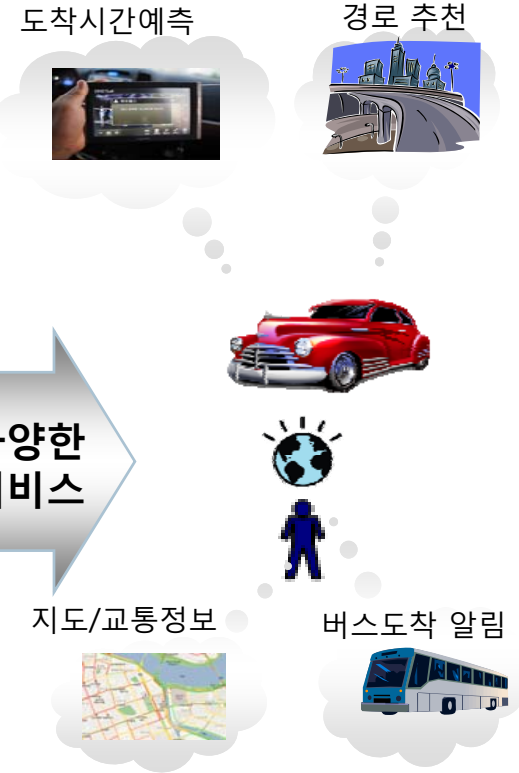 도착시간예측
경로 추천
양한
비스
지도/교통정보
버스도착 알림